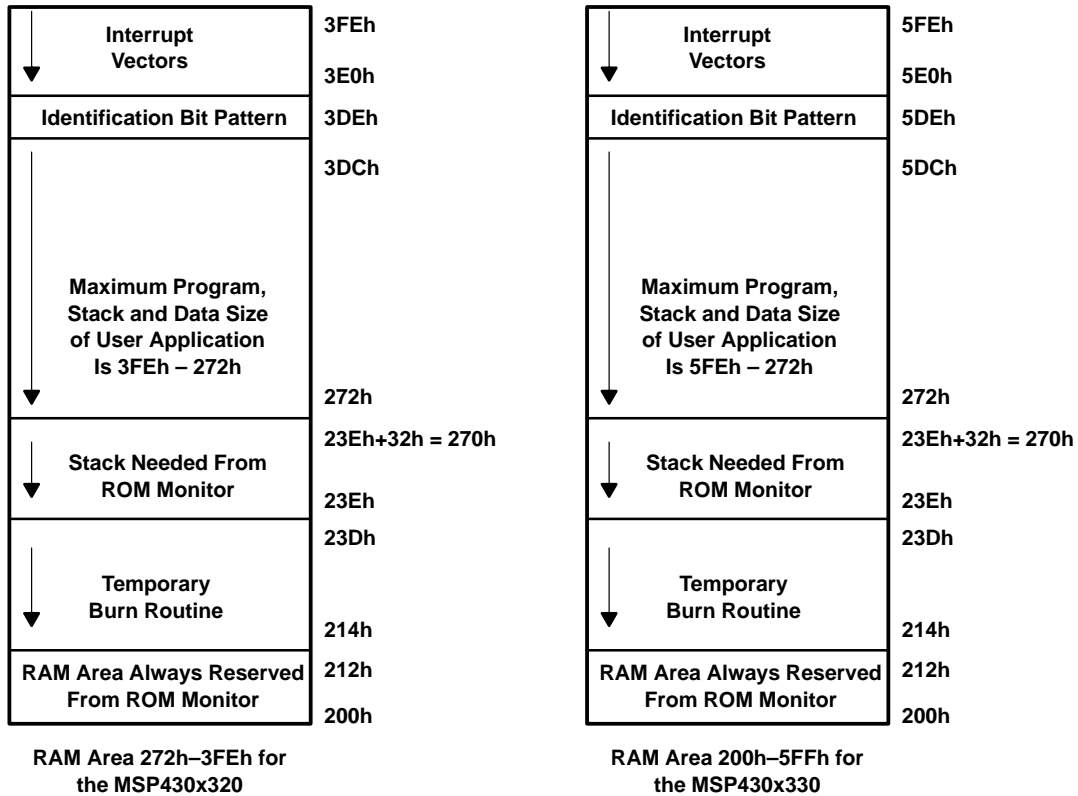 Interrupt
Vectors
3FEh
3E0h
Identification Bit Pattern
3DEh
3DCh
Maximum Program,
Stack and Data Size
of User Application
Is 3FEh – 272h
272h
23Eh+32h = 270h
Stack Needed From
ROM Monitor
23Eh
23Dh
Temporary
Burn Routine
214h
RAM Area Always Reserved
From ROM Monitor
212h
200h
RAM Area 272h–3FEh for
the MSP430x320
Interrupt
Vectors
5FEh
5E0h
Identification Bit Pattern
5DEh
5DCh
Maximum Program,
Stack and Data Size
of User Application
Is 5FEh – 272h
272h
23Eh+32h = 270h
Stack Needed From
ROM Monitor
23Eh
23Dh
Temporary
Burn Routine
214h
RAM Area Always Reserved
From ROM Monitor
212h
200h
RAM Area 200h–5FFh for
the MSP430x330